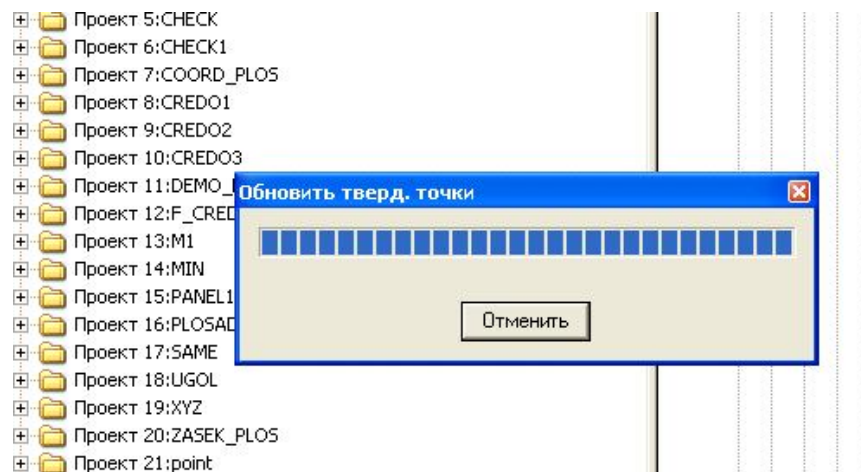 Проект 5:CHECK
Проект 6:CHECK1
Проект 7:COORD_PLOS
Проект 8:CREDO1
Проект 9:CREDO2
Проект 10:CREDO3
Проект 11:DEMO_
Проект 12:F_CRED
Проект 13:M1
Проект 14:MIN
Проект 15:PANEL1
Проект 16:PLOSAD
Проект 17:SAME
Проект 18:UGOL
Проект 19:XYZ
Проект 20:ZASEK_PLOS
Проект 21:point
Обновить тверд. точки
Отменить